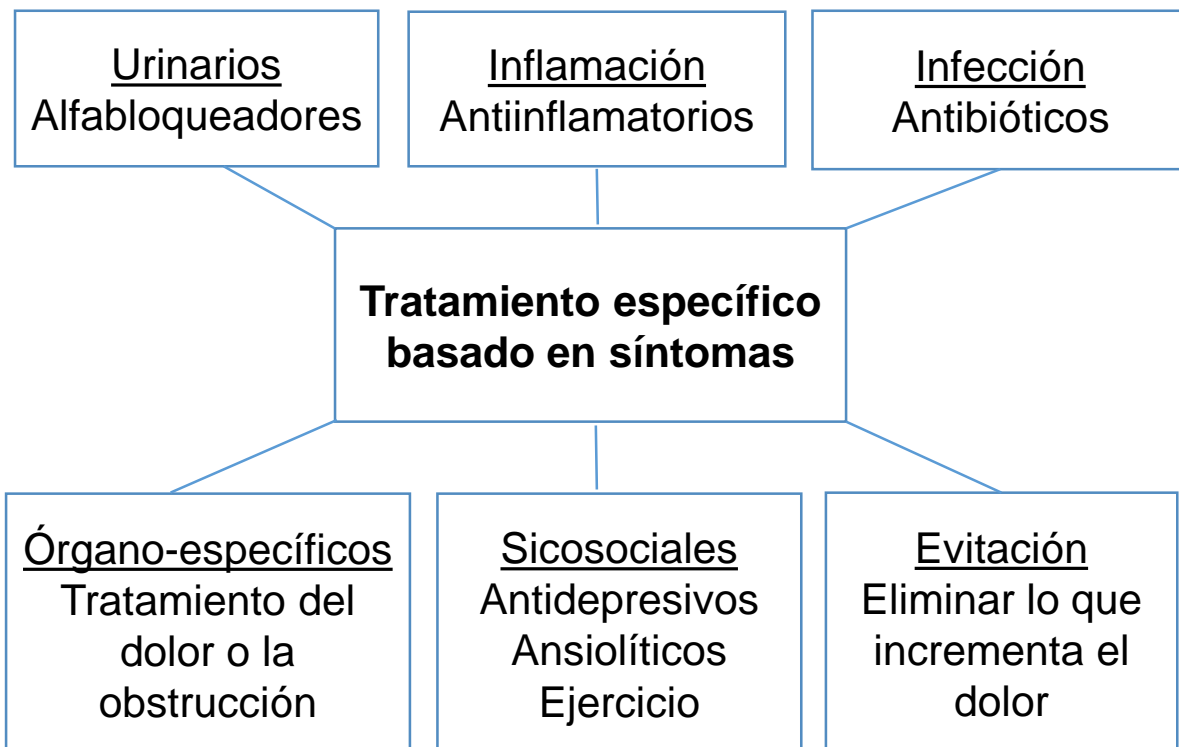 Urinarios
Alfabloqueadores
Inflamación
Antiinflamatorios
Infección
Antibióticos
Tratamiento específico
basado en síntomas
Órgano-específicos
Tratamiento del
dolor o la
obstrucción
Sicosociales
Antidepresivos
Ansiolíticos
Ejercicio
Evitación
Eliminar lo que
incrementa el
dolor